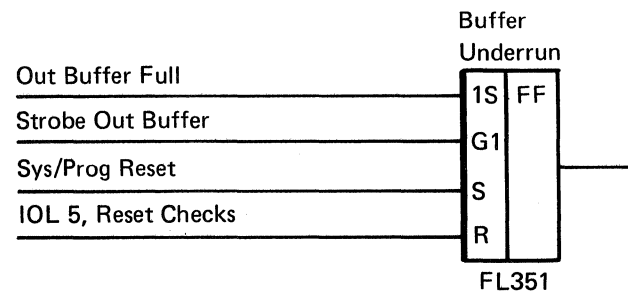 Buffer
Underrun
Out Buffer Full
1S FF
Strobe Out Buffer
G1
Sys/Prog Reset
S
IOL 5, Reset Checks
R
FL351